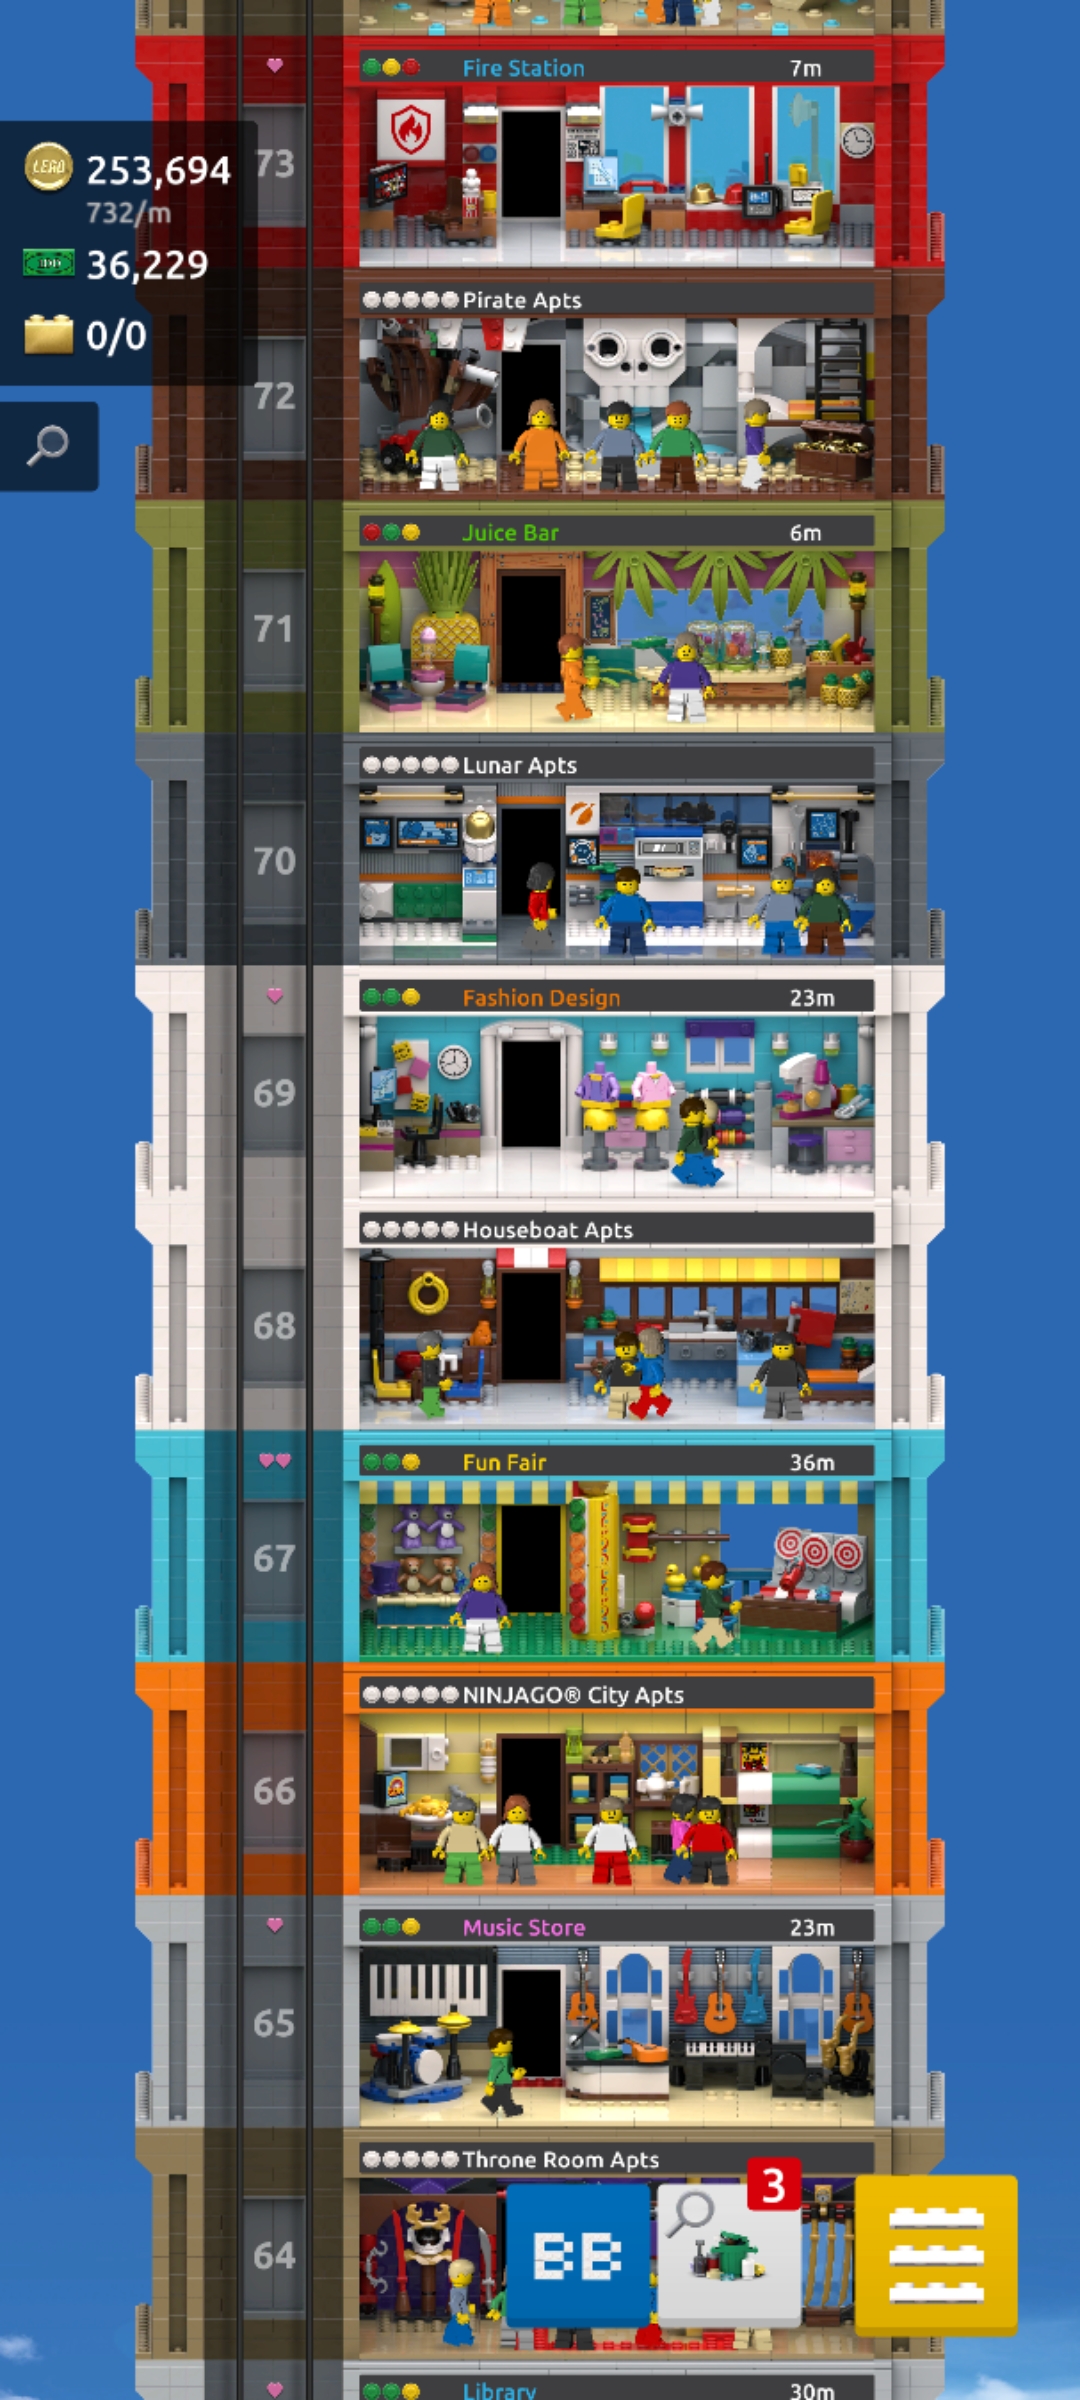 Fire Station 7m
73
LEGO 253,694
732/m
36,229
0/0
Pirate Apts
72
Juice Bar 6m
71
Lunar Apts
70
Fashion Design 23m
69
Houseboat Apts
68
Fun Fair 36m
67
NINJAGO® City Apts
66
Music Store 23m
65
Throne Room Apts
3
BB
64
Library 30m